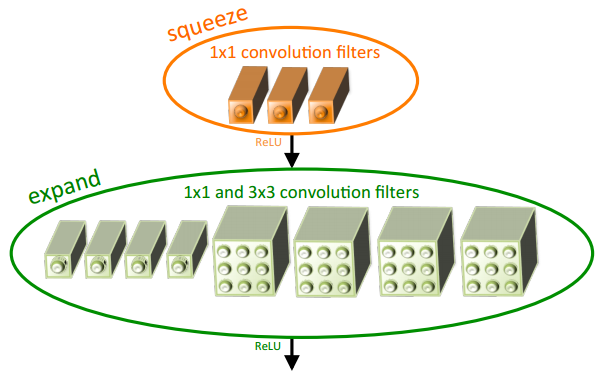 squeeze
1x1 convolution filters
ReLU
expand
1x1 and 3x3 convolution filters
ReLU